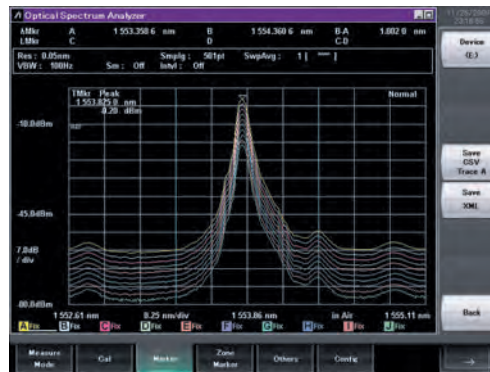 Optical Spectrum Analyzer
λMkr A 1 553.358 6 nm B 1 554.360 6 nm B-A 1.002 0 nm
LMkr C D C-D
Res : 0.05nm Smplg : 501pt SwpAvg : 1 |
VBW : 100Hz Sm : Off Intvl : Off
TMkr Peak Normal
1 553.825 0 nm
0.20 dBm
-10.0dBm
-45.0dBm
7.0dB
/ div
-80.0dBm
1 552.61 nm 0.25 nm/div 1 553.86 nm in Air 1 555.11 nm
A Fix B Fix C Fix D Fix E Fix F Fix G Fix H Fix I Fix J Fix
Device
(E:)
Save
CSV
Trace A
Save
XML
Back
Measure
Mode
Cal
Marker
Zone
Marker
Others
Config